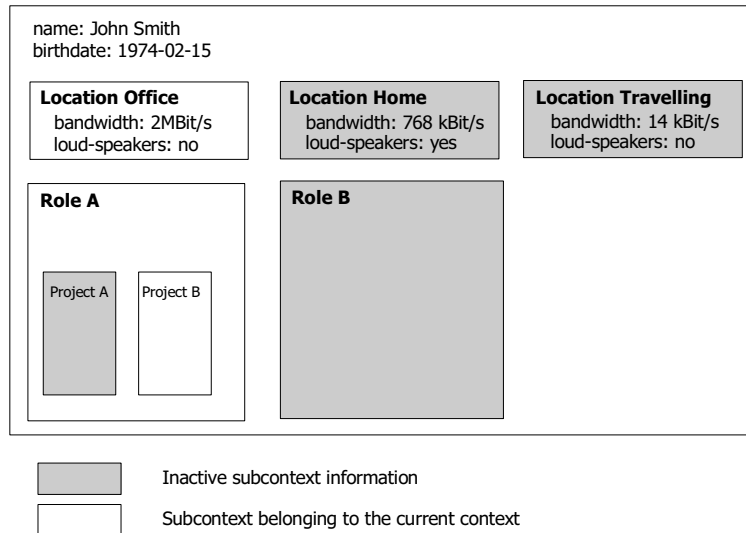 name: John Smith
birthdate: 1974-02-15
Location Office
bandwidth: 2MBit/s
loud-speakers: no
Location Home
bandwidth: 768 kBit/s
loud-speakers: yes
Location Travelling
bandwidth: 14 kBit/s
loud-speakers: no
Role A
Project A
Project B
Role B
Inactive subcontext information
Subcontext belonging to the current context